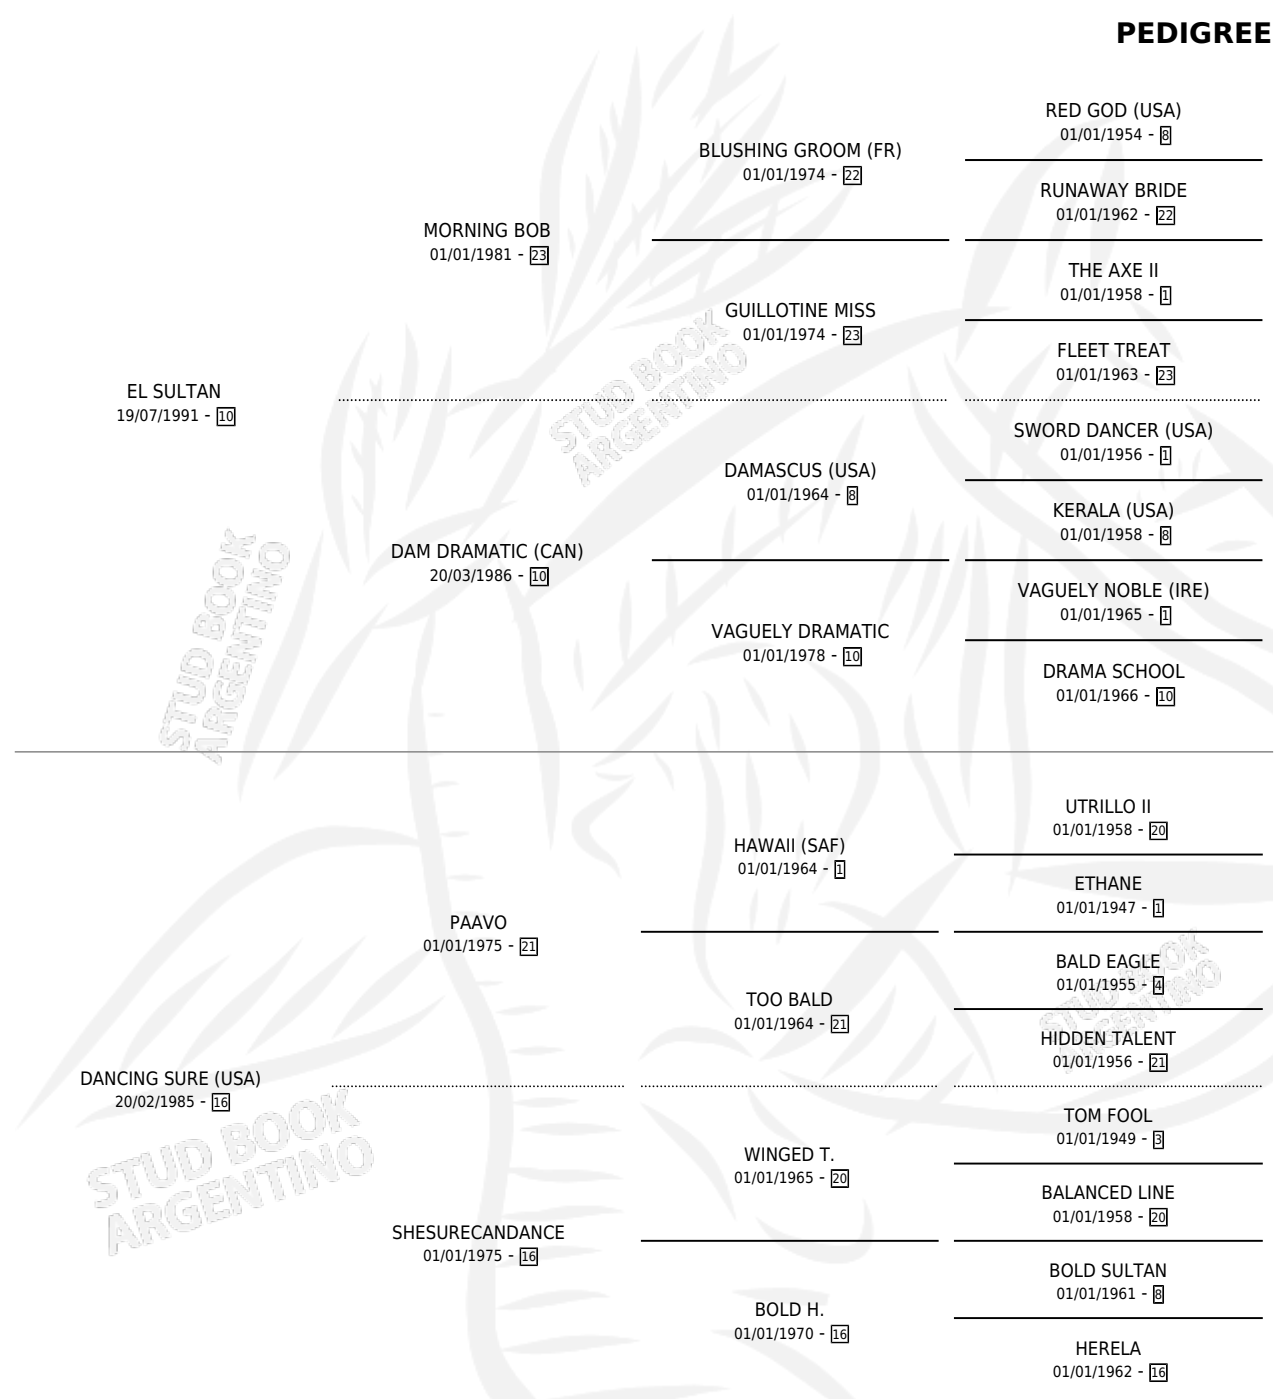 PEDIGREE
RED GOD (USA)
01/01/1954 - 8
BLUSHING GROOM (FR)
01/01/1974 - 22
RUNAWAY BRIDE
01/01/1962 - 22
MORNING BOB
01/01/1981 - 23
THE AXE II
01/01/1958 - 1
GUILLOTINE MISS
01/01/1974 - 23
FLEET TREAT
01/01/1963 - 23
EL SULTAN
19/07/1991 - 10
SWORD DANCER (USA)
01/01/1956 - 1
DAMASCUS (USA)
01/01/1964 - 8
KERALA (USA)
01/01/1958 - 8
DAM DRAMATIC (CAN)
20/03/1986 - 10
VAGUELY NOBLE (IRE)
01/01/1965 - 1
VAGUELY DRAMATIC
01/01/1978 - 10
DRAMA SCHOOL
01/01/1966 - 10
UTRILLO II
01/01/1958 - 20
HAWAII (SAF)
01/01/1964 - 1
ETHANE
01/01/1947 - 1
PAAVO
01/01/1975 - 21
BALD EAGLE
01/01/1955 - 4
TOO BALD
01/01/1964 - 21
HIDDEN TALENT
01/01/1956 - 21
DANCING SURE (USA)
20/02/1985 - 16
TOM FOOL
01/01/1949 - 3
WINGED T.
01/01/1965 - 20
BALANCED LINE
01/01/1958 - 20
SHESURECANDANCE
01/01/1975 - 16
BOLD SULTAN
01/01/1961 - 8
BOLD H.
01/01/1970 - 16
HERELA
01/01/1962 - 16
STUD BOOK
ARGENTINO
STUD BOOK
ARGENTINO
STUD BOOK
ARGENTINO
STUD BOOK
ARGENTINO